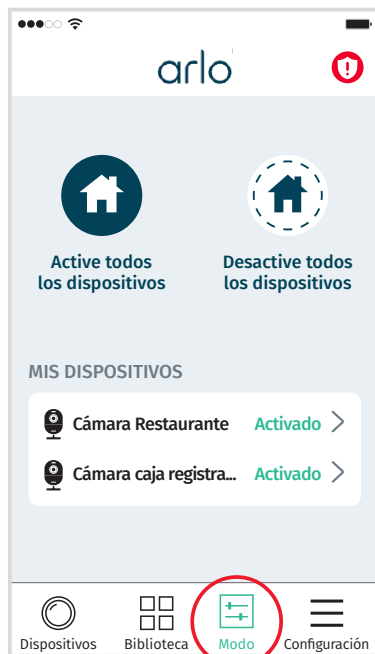 arlo
Active todos
los dispositivos
Desactive todos
los dispositivos
MIS DISPOSITIVOS
Cámara Restaurante Activado
Cámara caja registra... Activado
Dispositivos Biblioteca Modo Configuración